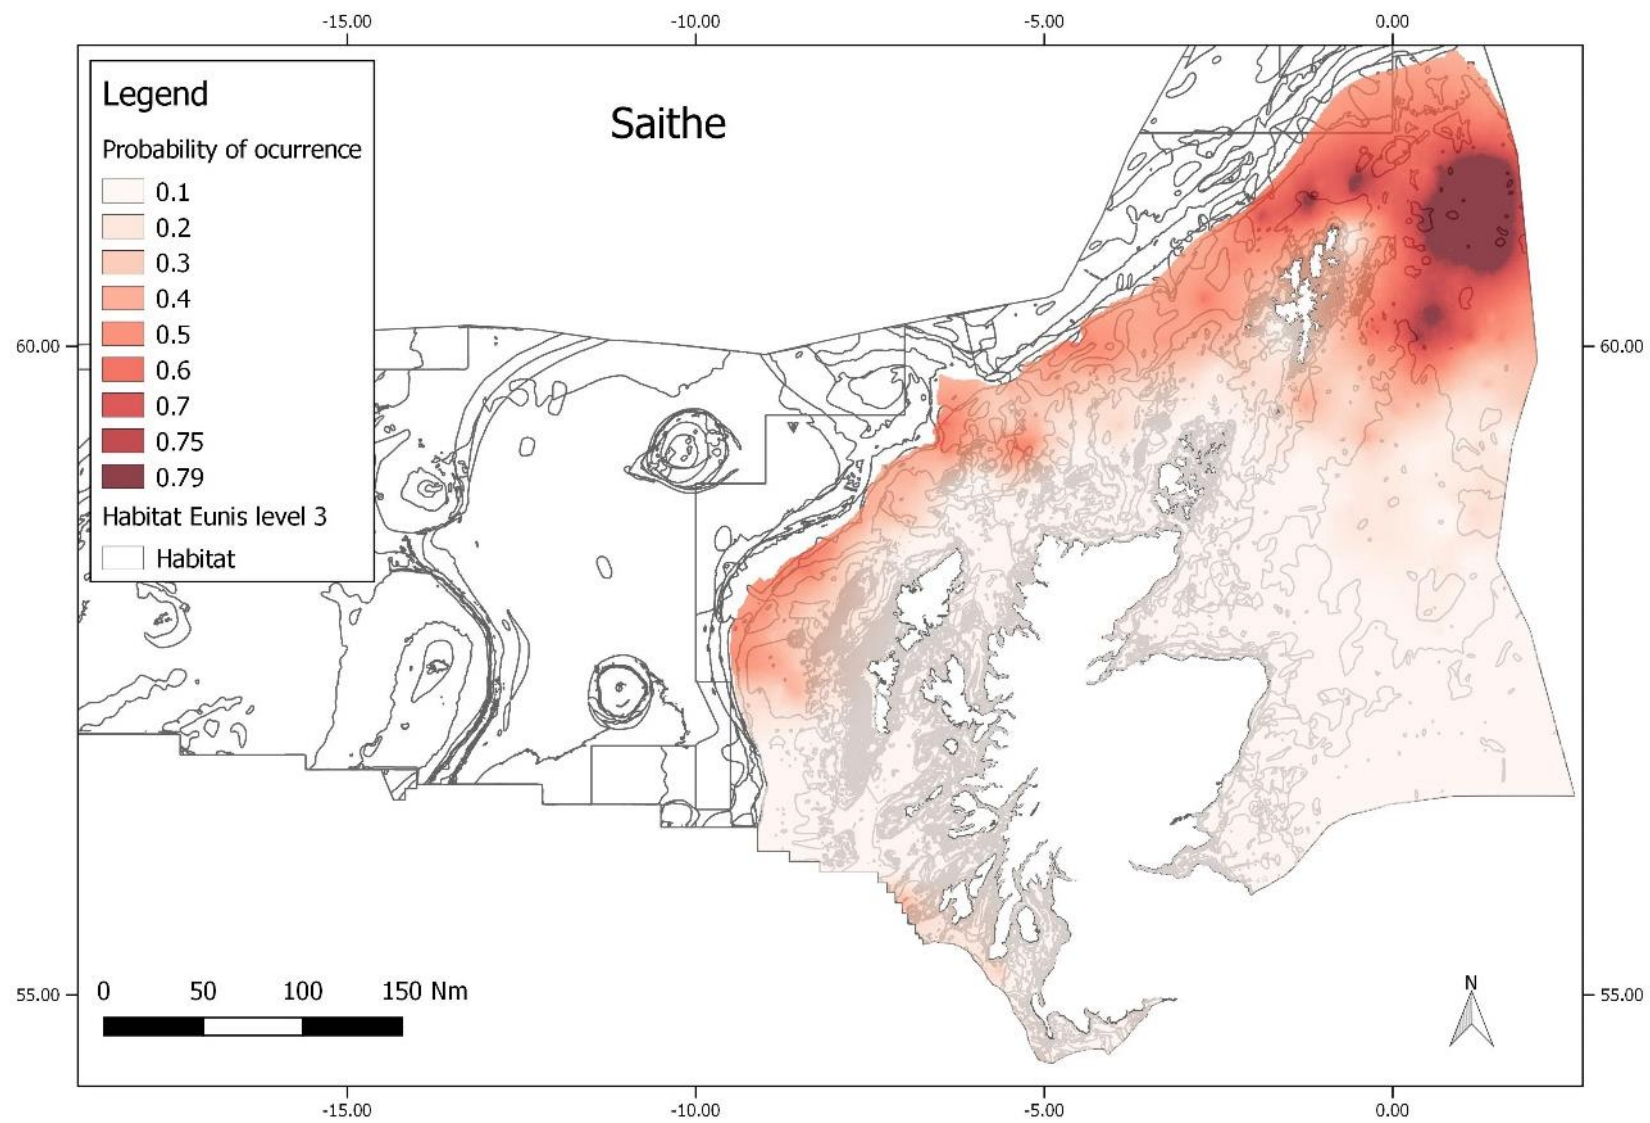 -15.00 -10.00 -5.00 0.00
Legend
Probability of ocurrence
0.1
0.2
0.3
0.4
0.5
0.6
0.7
0.75
0.79
Habitat Eunis level 3
Habitat
Saithe
60.00 60.00
0 50 100 150 Nm
N
55.00 55.00
-15.00 -10.00 -5.00 0.00